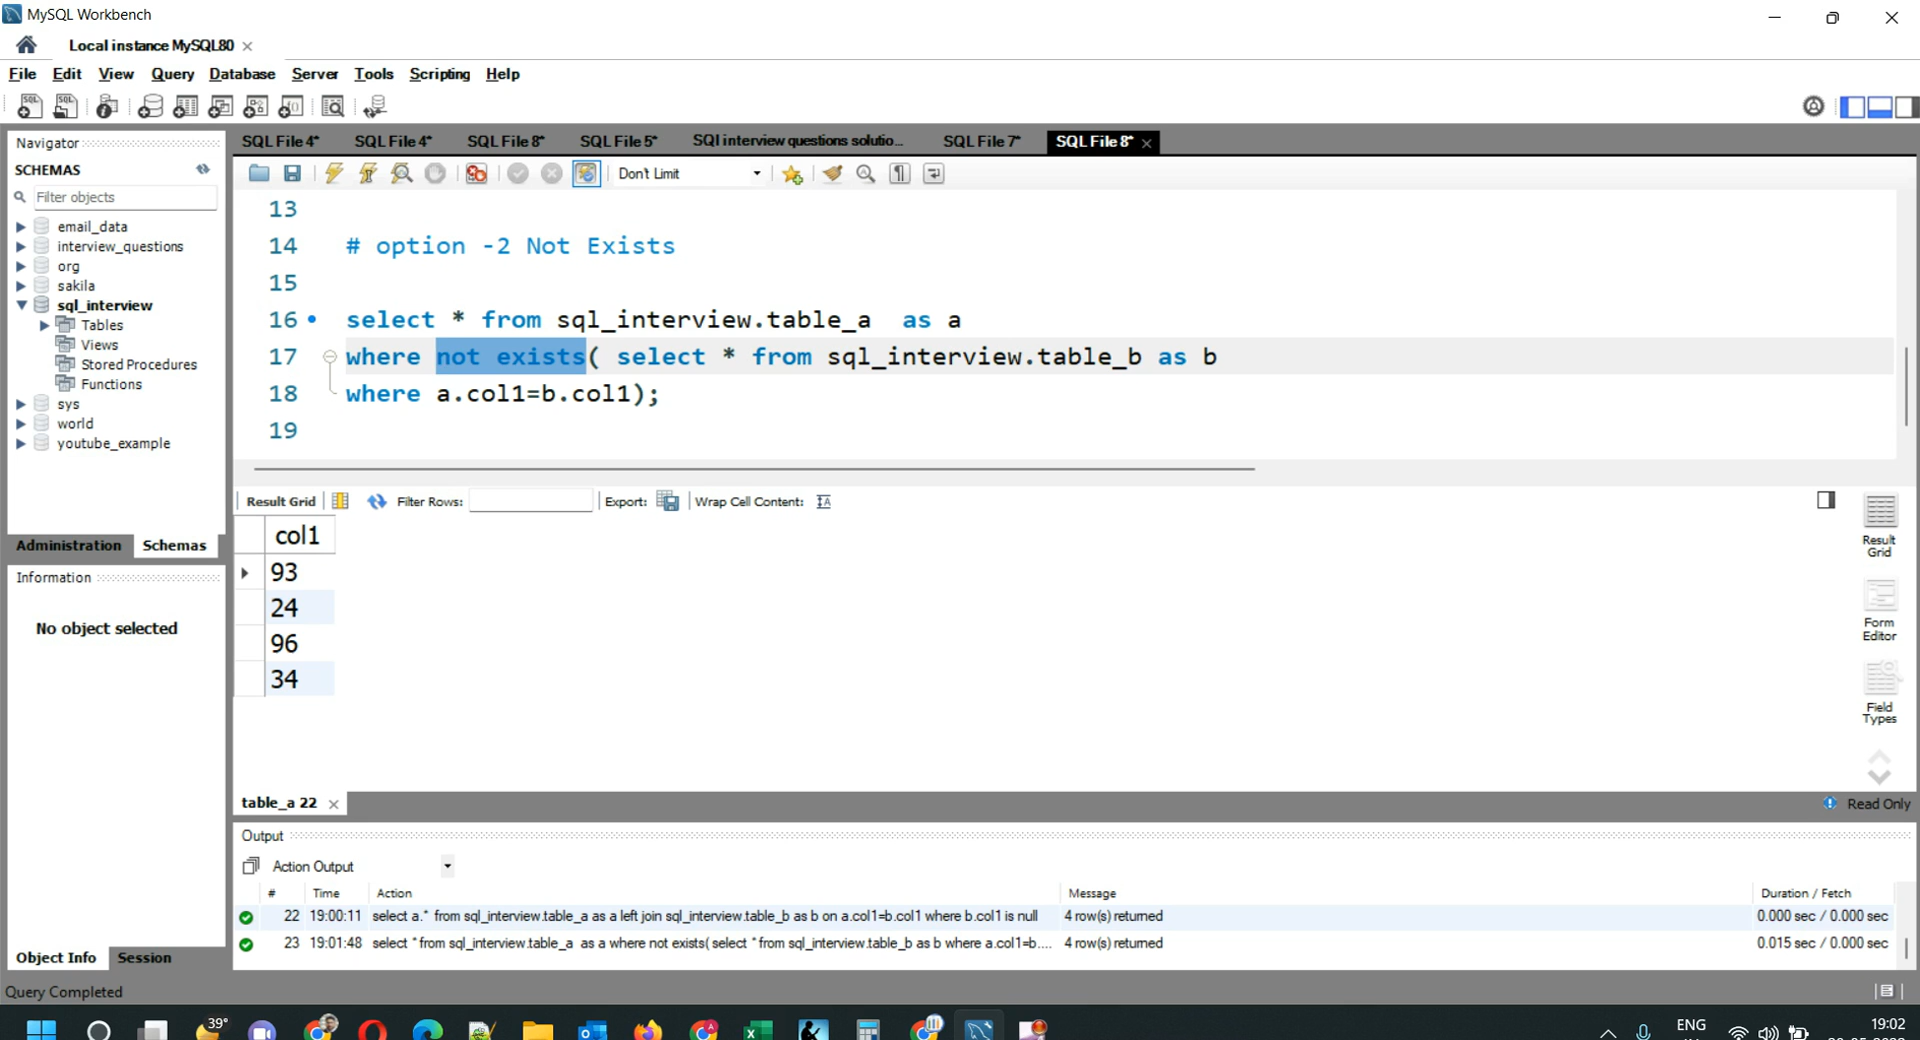 MySQL Workbench
Local instance MySQL80
File Edit View Query Database Server Tools Scripting Help
Navigator
SCHEMAS
Filter objects
email_data
interview_questions
org
sakila
sql_interview
Tables
Views
Stored Procedures
Functions
sys
world
youtube_example
Administration Schemas
Information
No object selected
Object Info Session
SQL File 4* SQL File 4* SQL File 8* SQL File 5* SQl interview questions solutio... SQL File 7* SQL File 8*
Don't Limit
13
14 # option -2 Not Exists
15
16 select * from sql_interview.table_a as a
17 where not exists( select * from sql_interview.table_b as b
18 where a.col1=b.col1);
19
Result Grid Filter Rows: Export: Wrap Cell Content:
col1
93
24
96
34
Result Grid
Form Editor
Field Types
table_a 22
Read Only
Output
Action Output
# Time Action Message Duration / Fetch
22 19:00:11 select a.* from sql_interview.table_a as a left join sql_interview.table_b as b on a.col1=b.col1 where b.col1 is null 4 row(s) returned 0.000 sec / 0.000 sec
23 19:01:48 select * from sql_interview.table_a as a where not exists( select * from sql_interview.table_b as b where a.col1=b.... 4 row(s) returned 0.015 sec / 0.000 sec
Query Completed
39°
ENG
19:02